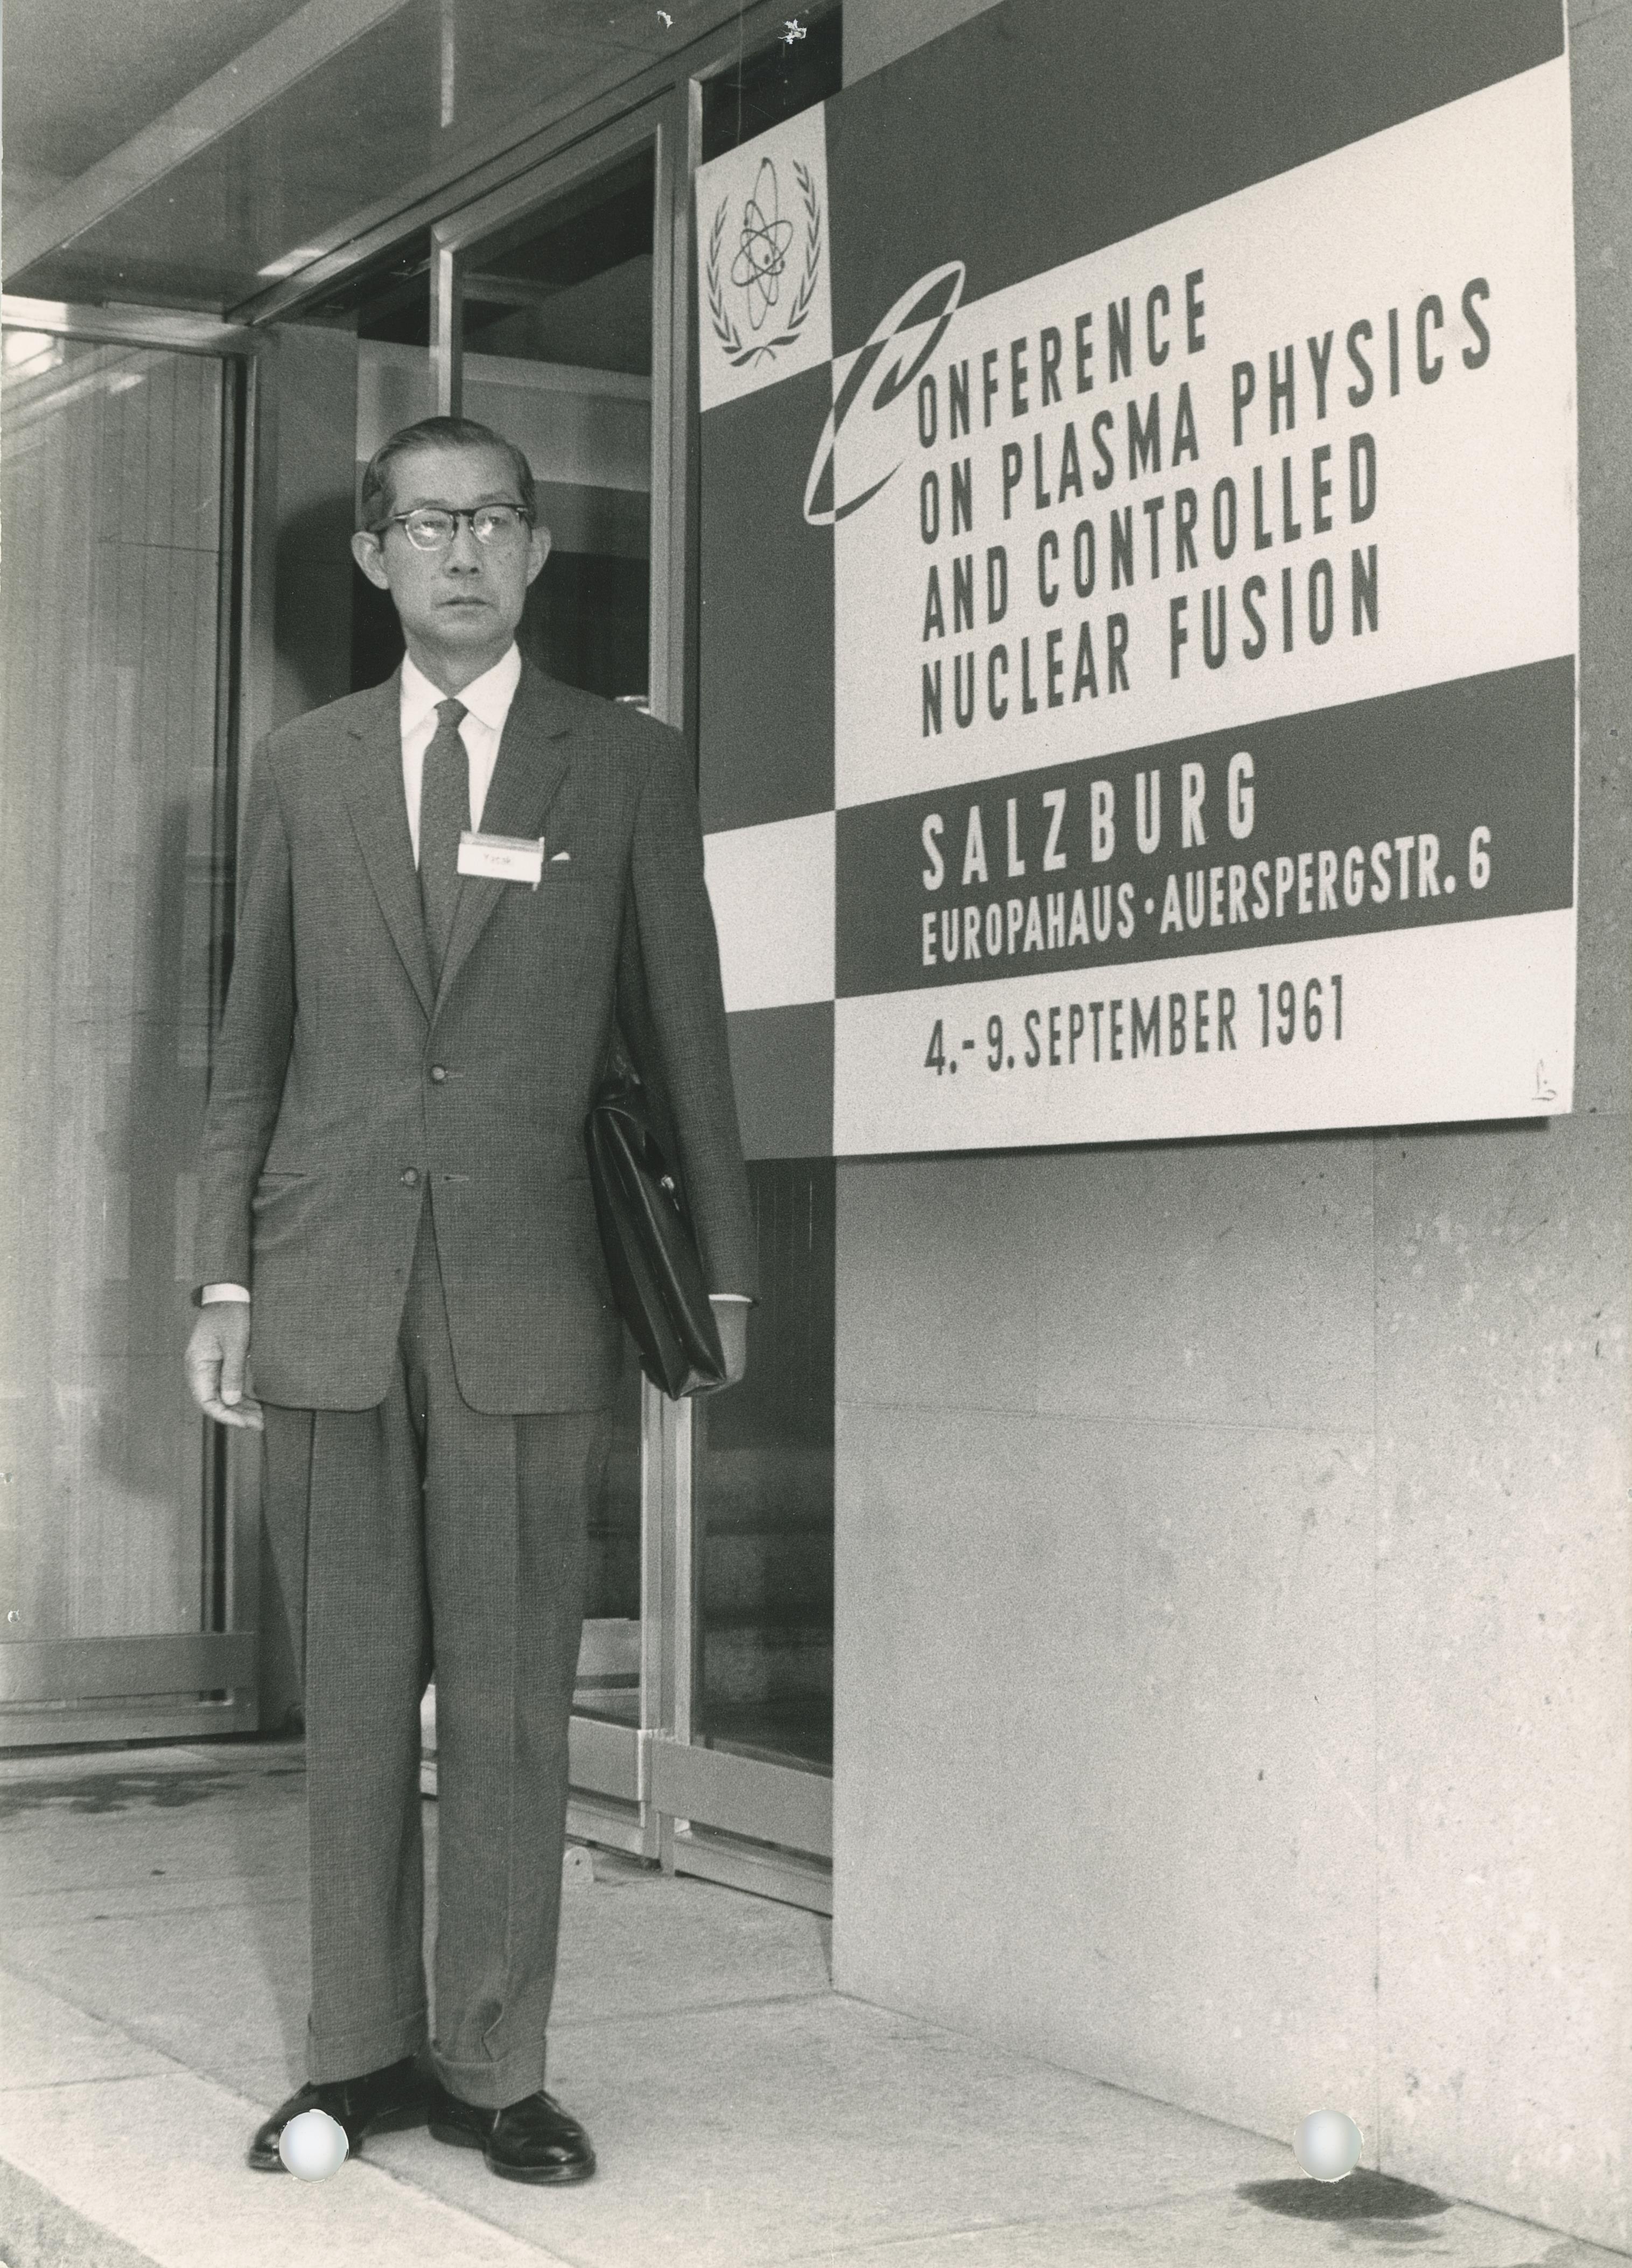 CONFERENCE
ON PLASMA PHYSICS
AND CONTROLLED
NUCLEAR FUSION
SALZBURG
EUROPAHAUS·AUERSPERGSTR. 6
4.-9. SEPTEMBER 1961